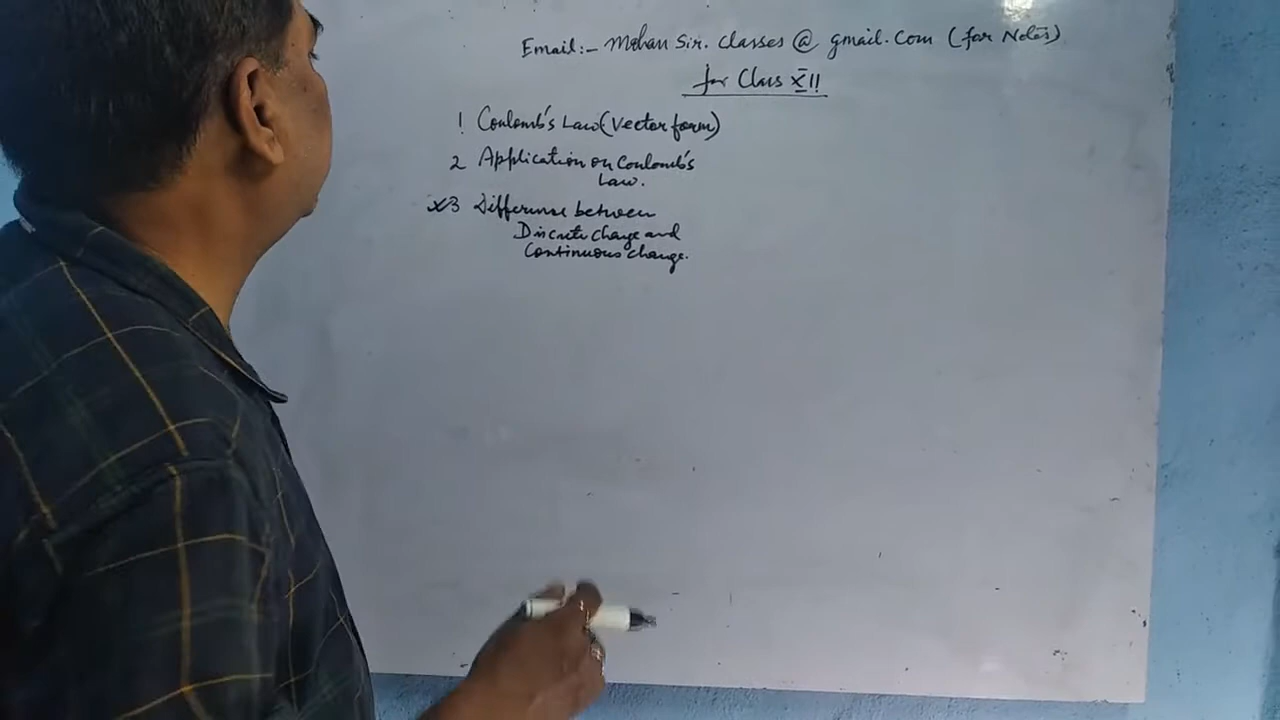 Email:- Mohan Sir. Classes @ gmail.com (for Notes)
for Class XII
1 Coulomb's Law (Vector form)
2 Application on Coulomb's
Law.
x3 Difference between
Discrete charge and
Continuous charge.